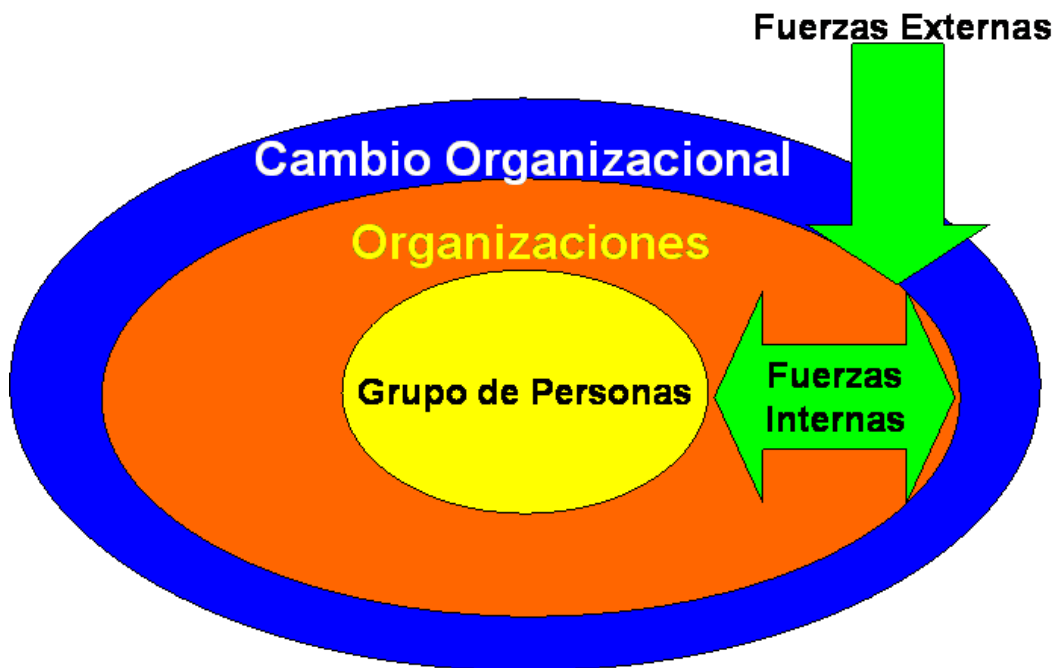 Fuerzas Externas
Cambio Organizacional
Organizaciones
Grupo de Personas
Fuerzas
Internas